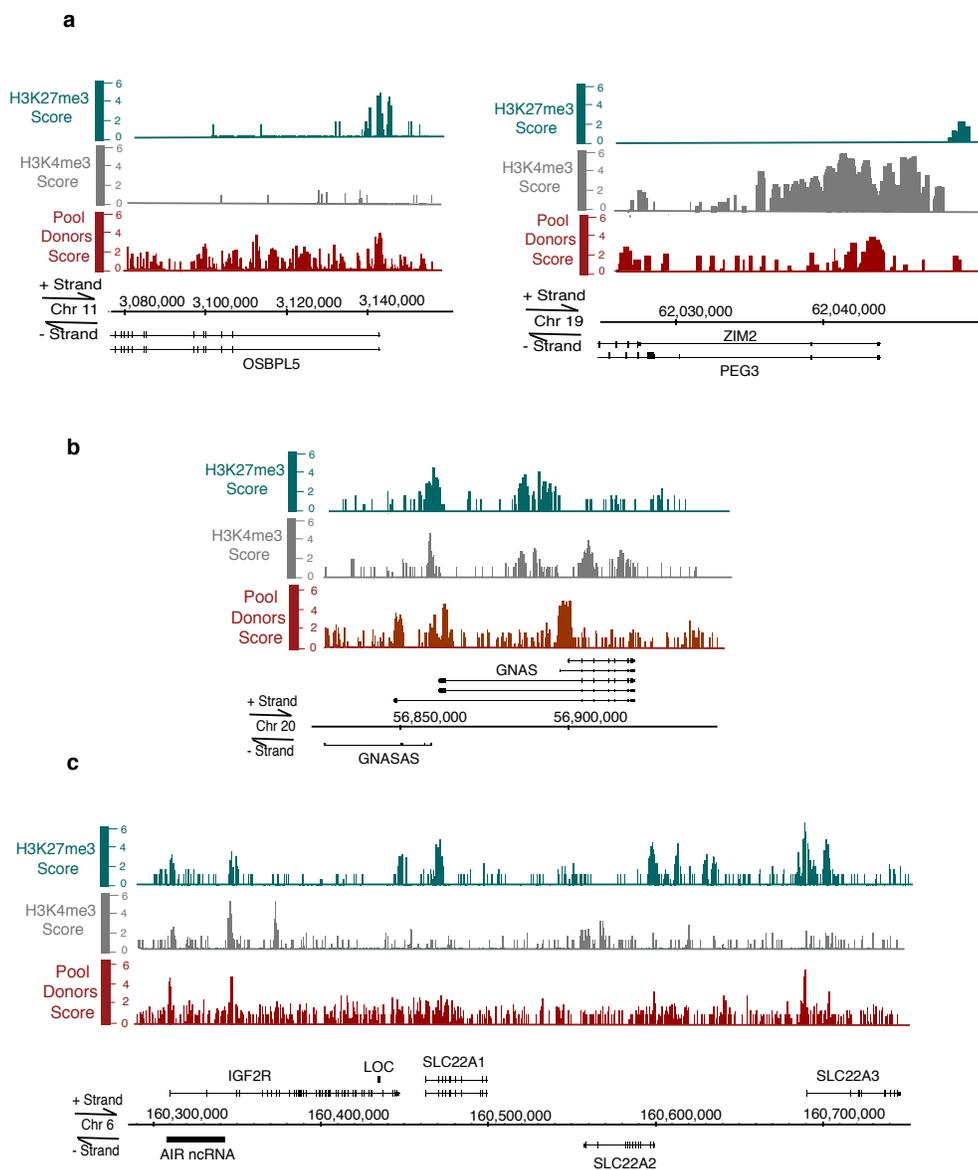 a
H3K27me3 Score
6
4
2
0
H3K4me3 Score
6
4
2
0
Pool Donors Score
6
4
2
0
+ Strand
Chr 11
- Strand
3,080,000 3,100,000 3,120,000 3,140,000
OSBPL5
H3K27me3 Score
6
4
2
0
H3K4me3 Score
6
4
2
0
Pool Donors Score
6
4
2
0
+ Strand
Chr 19
- Strand
62,030,000 62,040,000
ZIM2
PEG3
b
H3K27me3 Score
6
4
2
0
H3K4me3 Score
6
4
2
0
Pool Donors Score
6
4
2
0
GNAS
+ Strand
Chr 20
- Strand
56,850,000 56,900,000
GNASAS
c
H3K27me3 Score
6
4
2
0
H3K4me3 Score
6
4
2
0
Pool Donors Score
6
4
2
0
IGF2R LOC SLC22A1 SLC22A3
+ Strand
Chr 6
- Strand
160,300,000 160,400,000 160,500,000 160,600,000 160,700,000
AIR ncRNA
SLC22A2